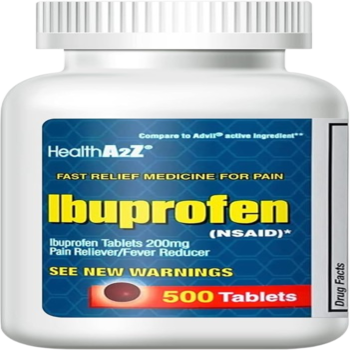 Compare to Advil® active ingredient**
HealthA2Z®
FAST RELIEF MEDICINE FOR PAIN
Ibuprofen
(NSAID)*
Ibuprofen Tablets 200mg
Pain Reliever/Fever Reducer
SEE NEW WARNINGS
500 Tablets
Drug Facts